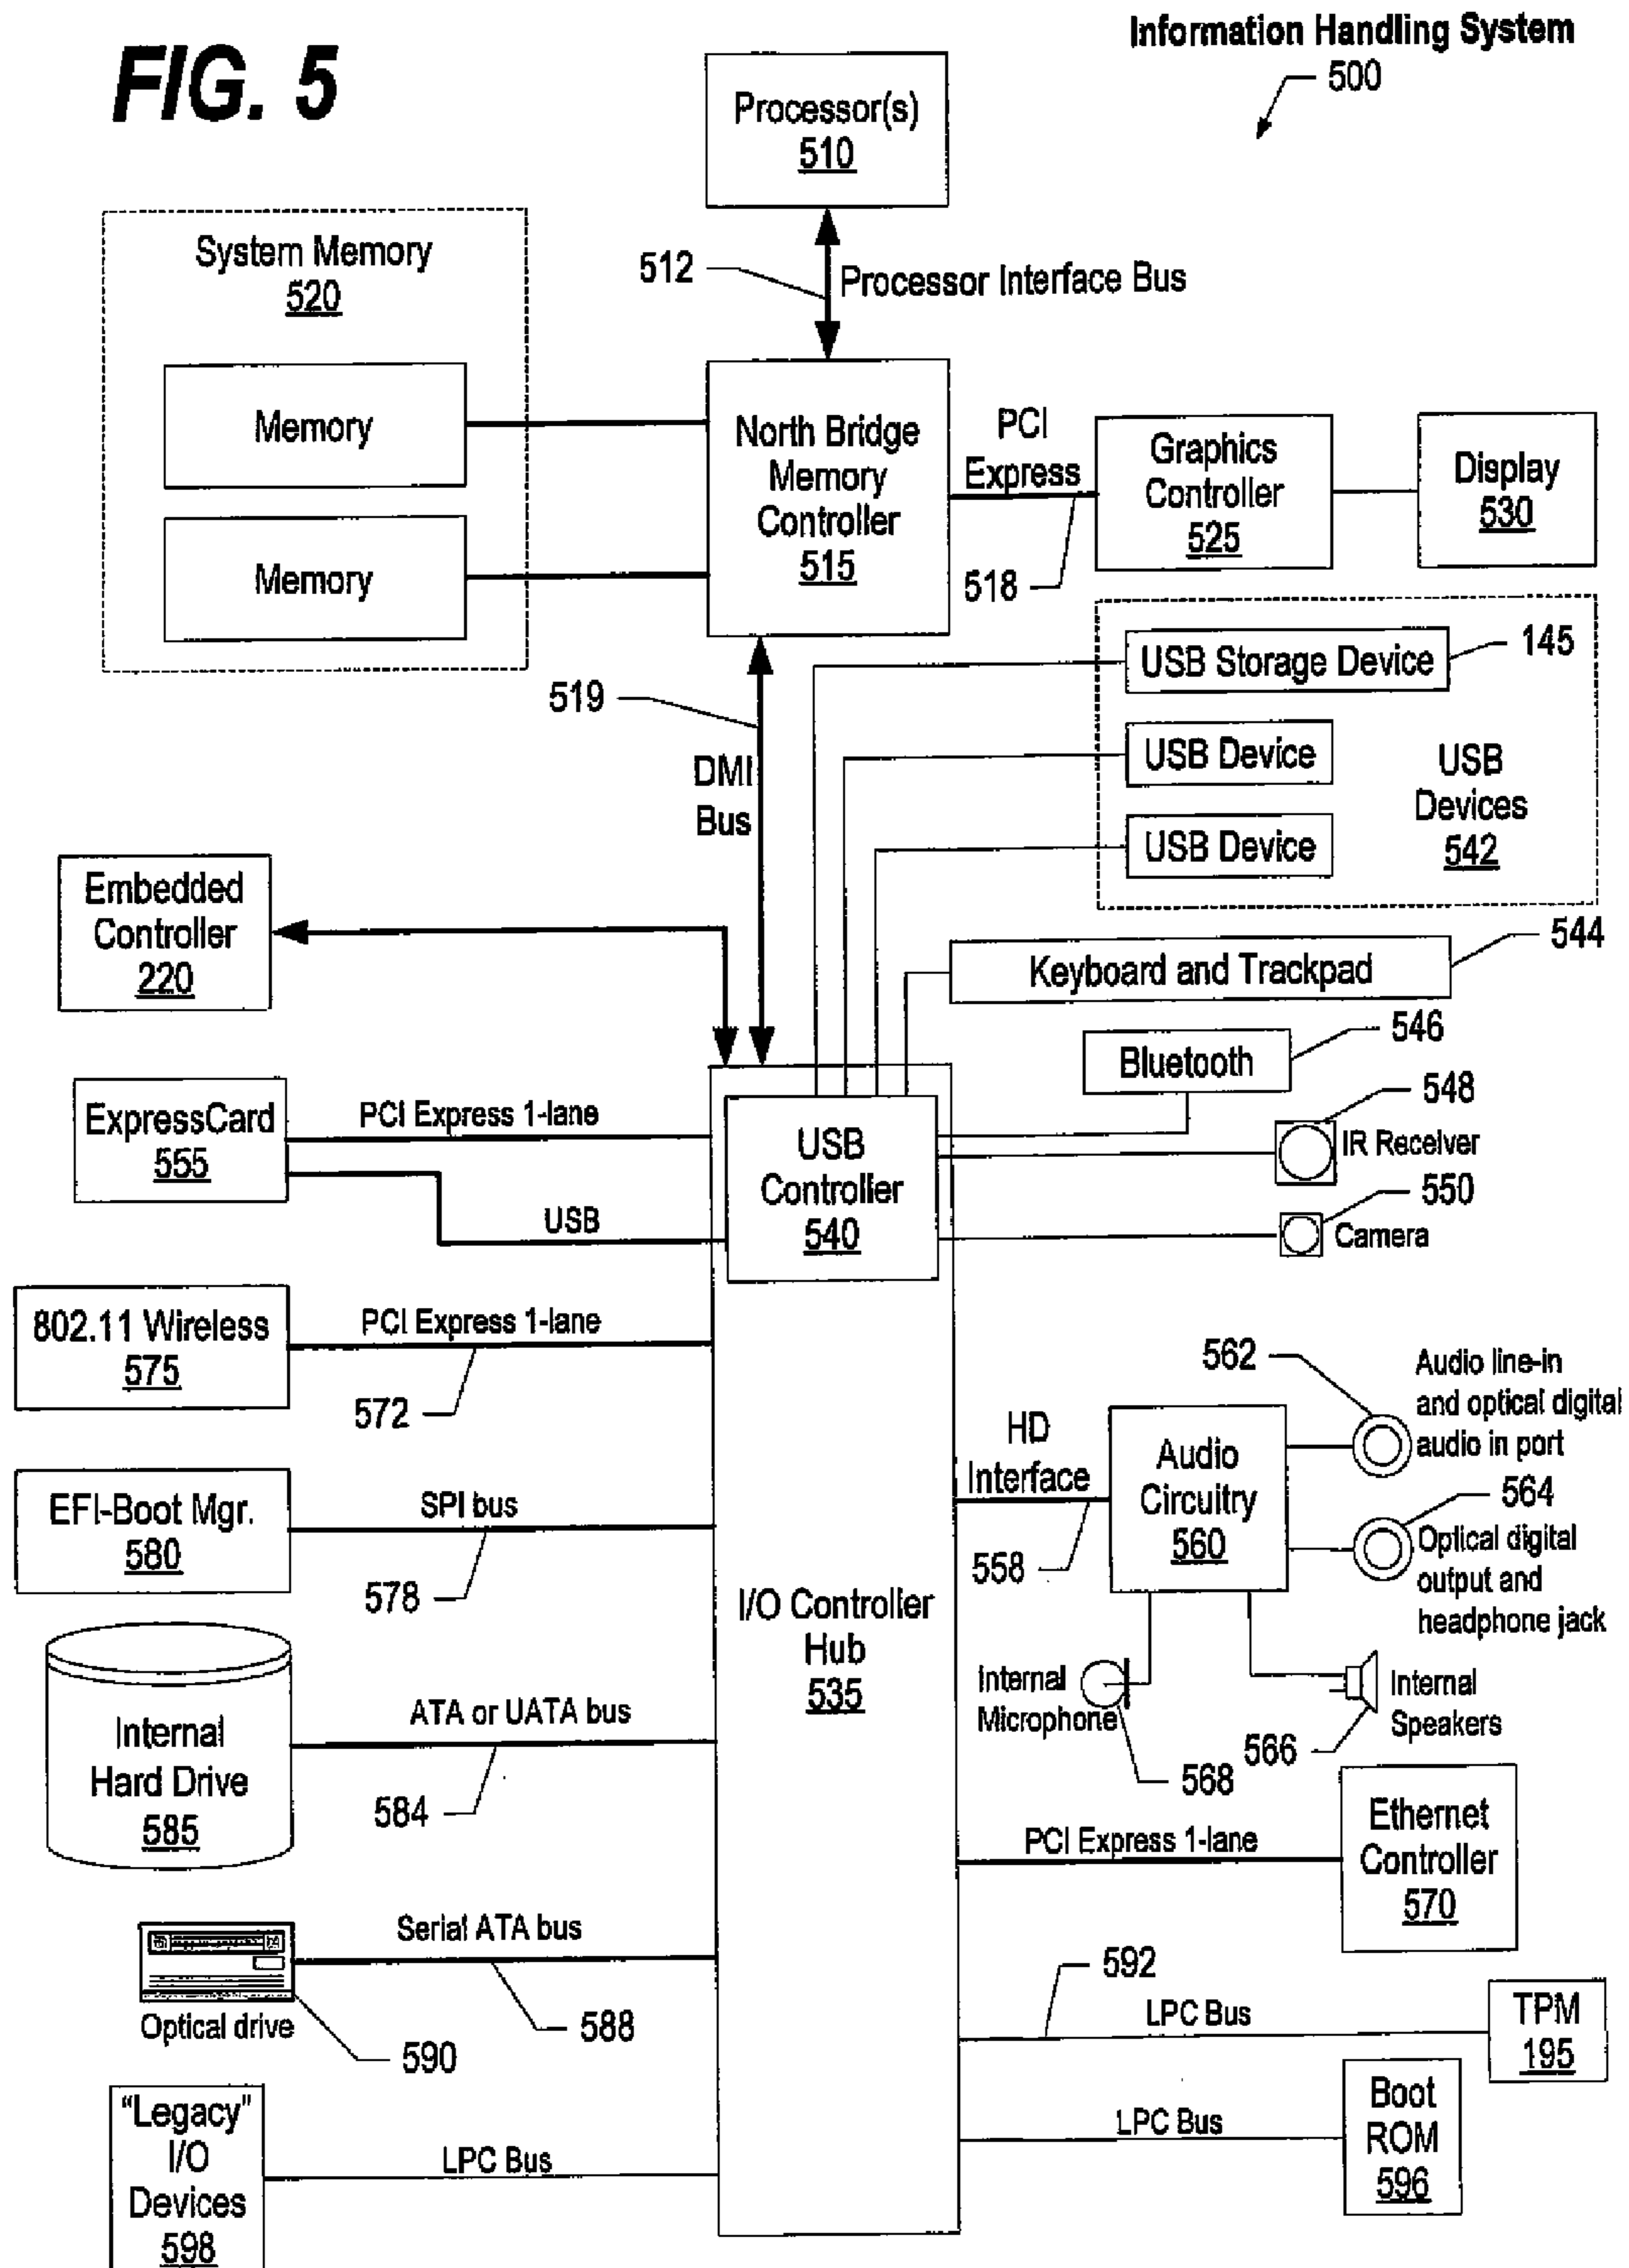 FIG. 5
Information Handling System
500
Processor(s)
510
512
Processor Interface Bus
System Memory
520
Memory
Memory
North Bridge
Memory
Controller
515
PCI
Express
518
Graphics
Controller
525
Display
530
519
DMI
Bus
USB Storage Device
145
USB Device
USB Device
USB
Devices
542
Embedded
Controller
220
Keyboard and Trackpad
544
Bluetooth
546
548
IR Receiver
550
Camera
ExpressCard
555
PCI Express 1-lane
USB
USB
Controller
540
802.11 Wireless
575
PCI Express 1-lane
572
EFI-Boot Mgr.
580
SPI bus
578
Internal
Hard Drive
585
ATA or UATA bus
584
I/O Controller
Hub
535
HD
Interface
558
Audio
Circuitry
560
562
Audio line-in
and optical digital
audio in port
564
Optical digital
output and
headphone jack
Internal
Microphone
568
566
Internal
Speakers
PCI Express 1-lane
Ethernet
Controller
570
Optical drive
590
Serial ATA bus
588
592
LPC Bus
TPM
195
LPC Bus
Boot
ROM
596
"Legacy"
I/O
Devices
598
LPC Bus